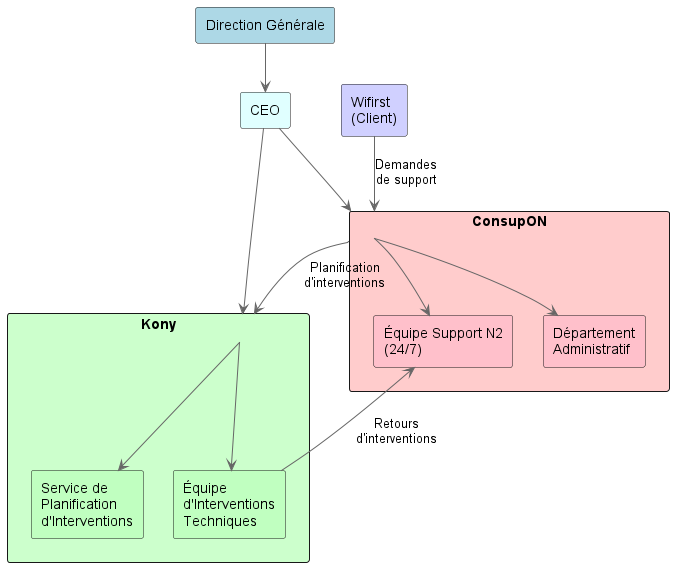 Direction Générale
CEO
Wifirst
(Client)
Demandes
de support
ConsupON
Planification
d'interventions
Kony
Équipe Support N2
(24/7)
Département
Administratif
Retours
d'interventions
Service de
Planification
d'Interventions
Équipe
d'Interventions
Techniques